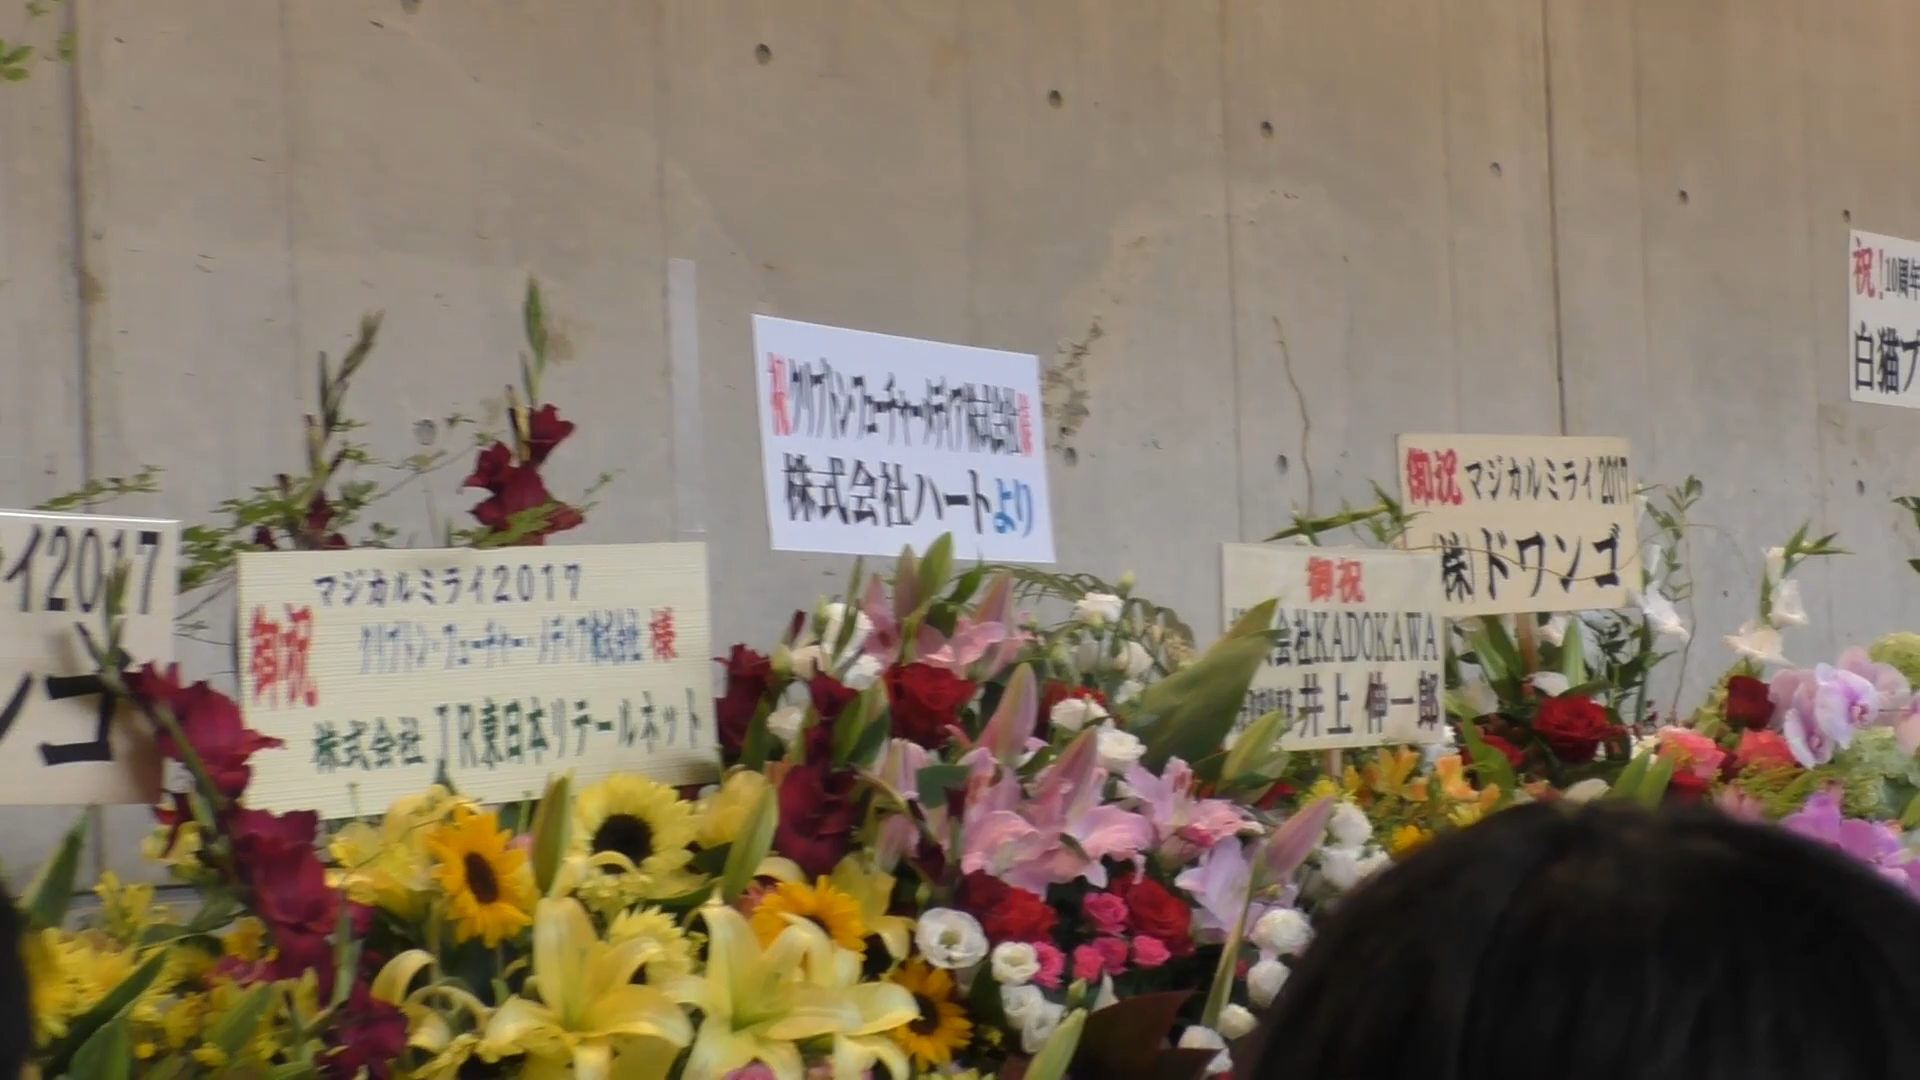 イ2017
ゴ
マジカルミライ2017
御祝
クリプトン・フューチャー・メディア株式会社 様
株式会社 JR東日本リテールネット
祝 クリプトン・フューチャー・メディア株式会社 様
株式会社ハートより
御祝
会社KADOKAWA
井上 伸一郎
御祝 マジカルミライ2017
(株)ドワンゴ
祝!10周年
白猫プ